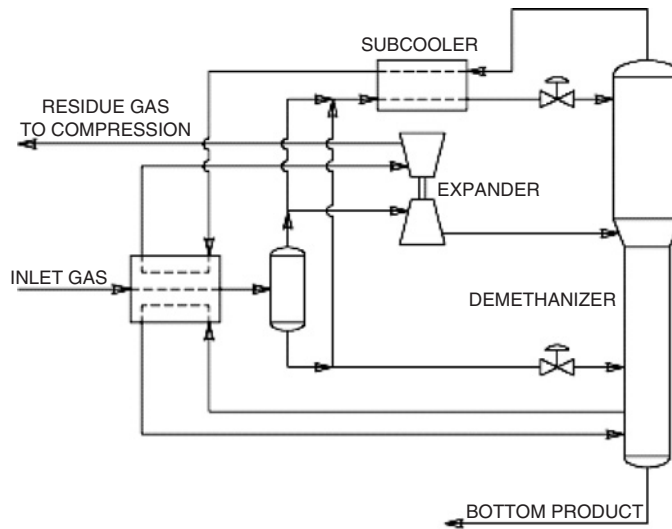 SUBCOOLER
RESIDUE GAS
TO COMPRESSION
EXPANDER
INLET GAS
DEMETHANIZER
BOTTOM PRODUCT